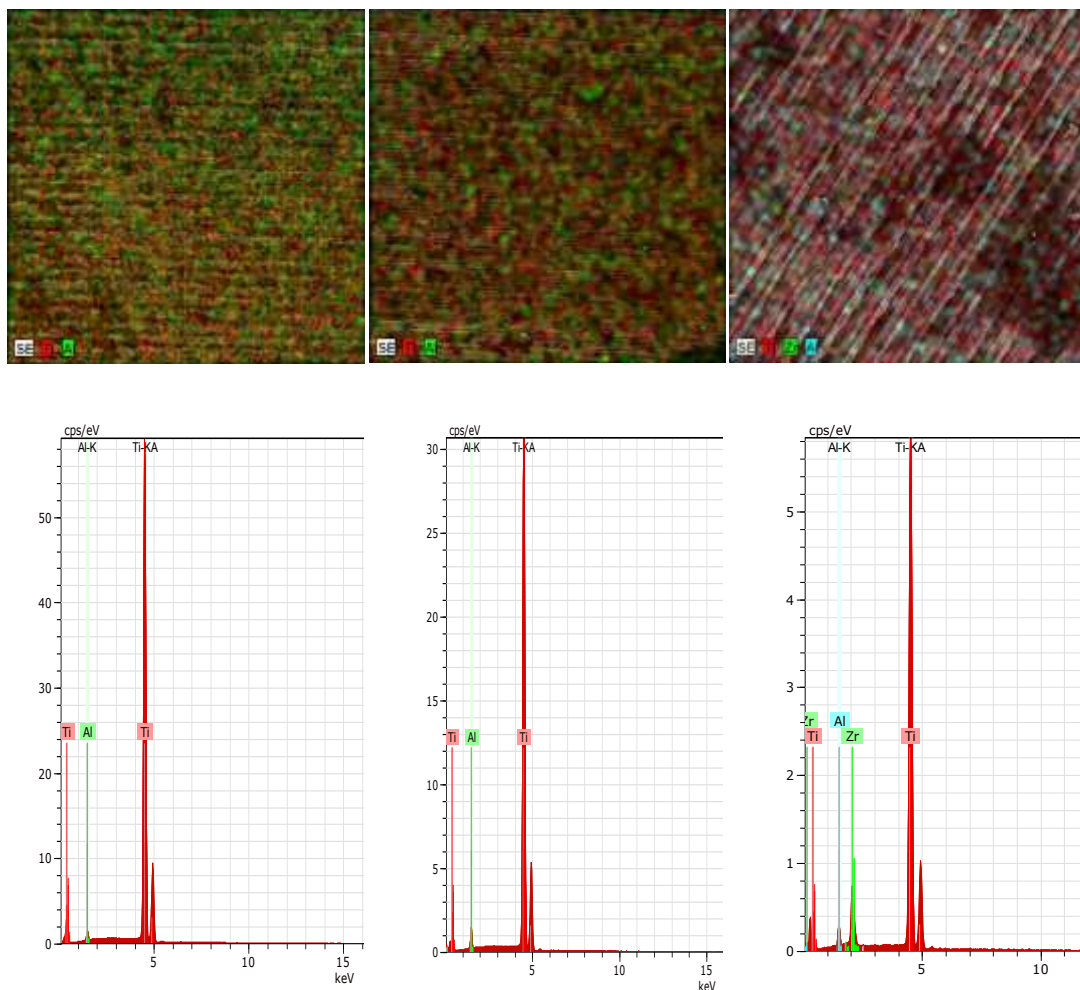 SE Ti Al
SE Ti Al
SE Ti Zr Al
cps/eV
Al-K Ti-KA
50
40
30
Ti Al Ti
20
10
0
5 10 15
keV
cps/eV
Al-K Ti-KA
30
25
20
15
Ti Al Ti
10
5
0
5 10 15
keV
cps/eV
Al-K Ti-KA
5
4
3
Zr Al
Ti Zr Ti
2
1
0
5 10